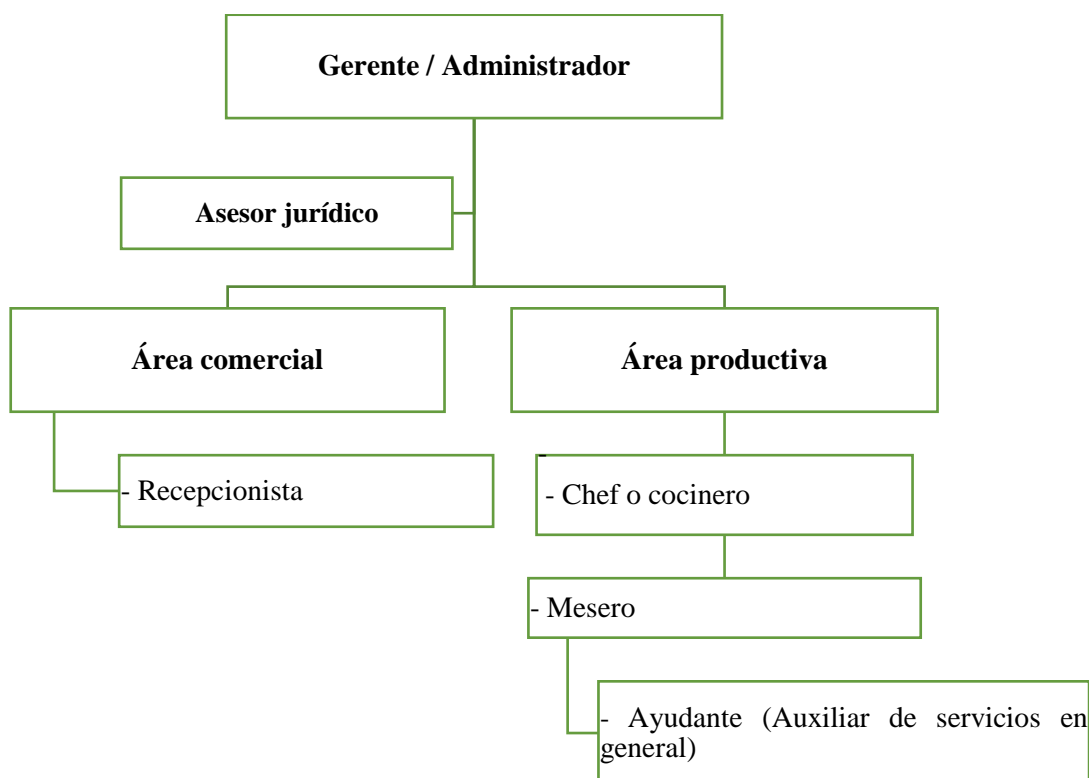 Gerente / Administrador
Asesor jurídico
Área comercial
Área productiva
- Recepcionista
-
- Chef o cocinero
- Mesero
- Ayudante (Auxiliar de servicios en
general)